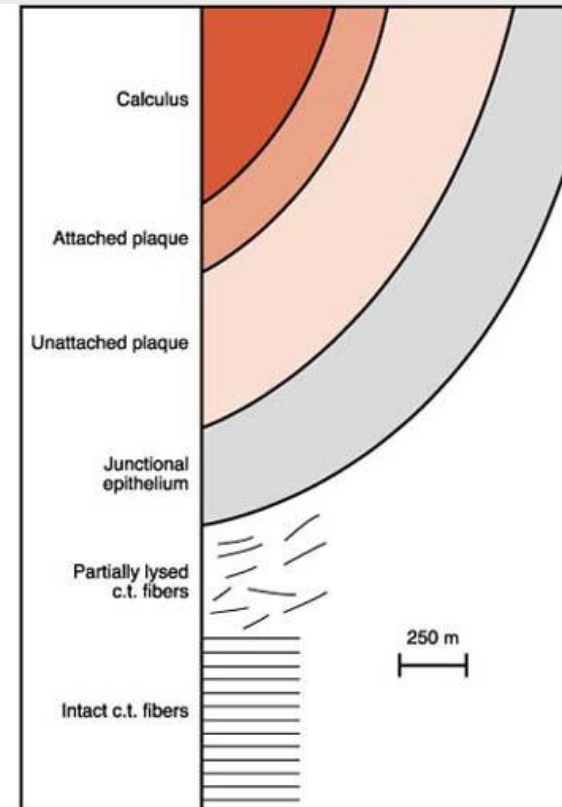 Calculus
Attached plaque
Unattached plaque
Junctional
epithelium
Partially lysed
c.t. fibers
250 m
Intact c.t. fibers